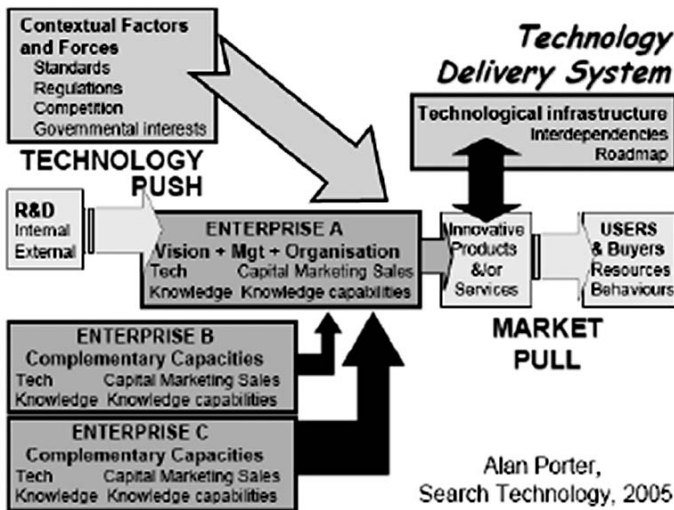 Contextual Factors
and Forces
Standards
Regulations
Competition
Governmental interests
Technology
Delivery System
Technological infrastructure
Interdependencies
Roadmap
TECHNOLOGY
PUSH
R&D
Internal
External
ENTERPRISE A
Vision + Mgt + Organisation
Tech Capital Marketing Sales
Knowledge Knowledge capabilities
Innovative
Products
&/or
Services
USERS
& Buyers
Resources
Behaviours
MARKET
PULL
ENTERPRISE B
Complementary Capacities
Tech Capital Marketing Sales
Knowledge Knowledge capabilities
ENTERPRISE C
Complementary Capacities
Tech Capital Marketing Sales
Knowledge Knowledge capabilities
Alan Porter,
Search Technology, 2005